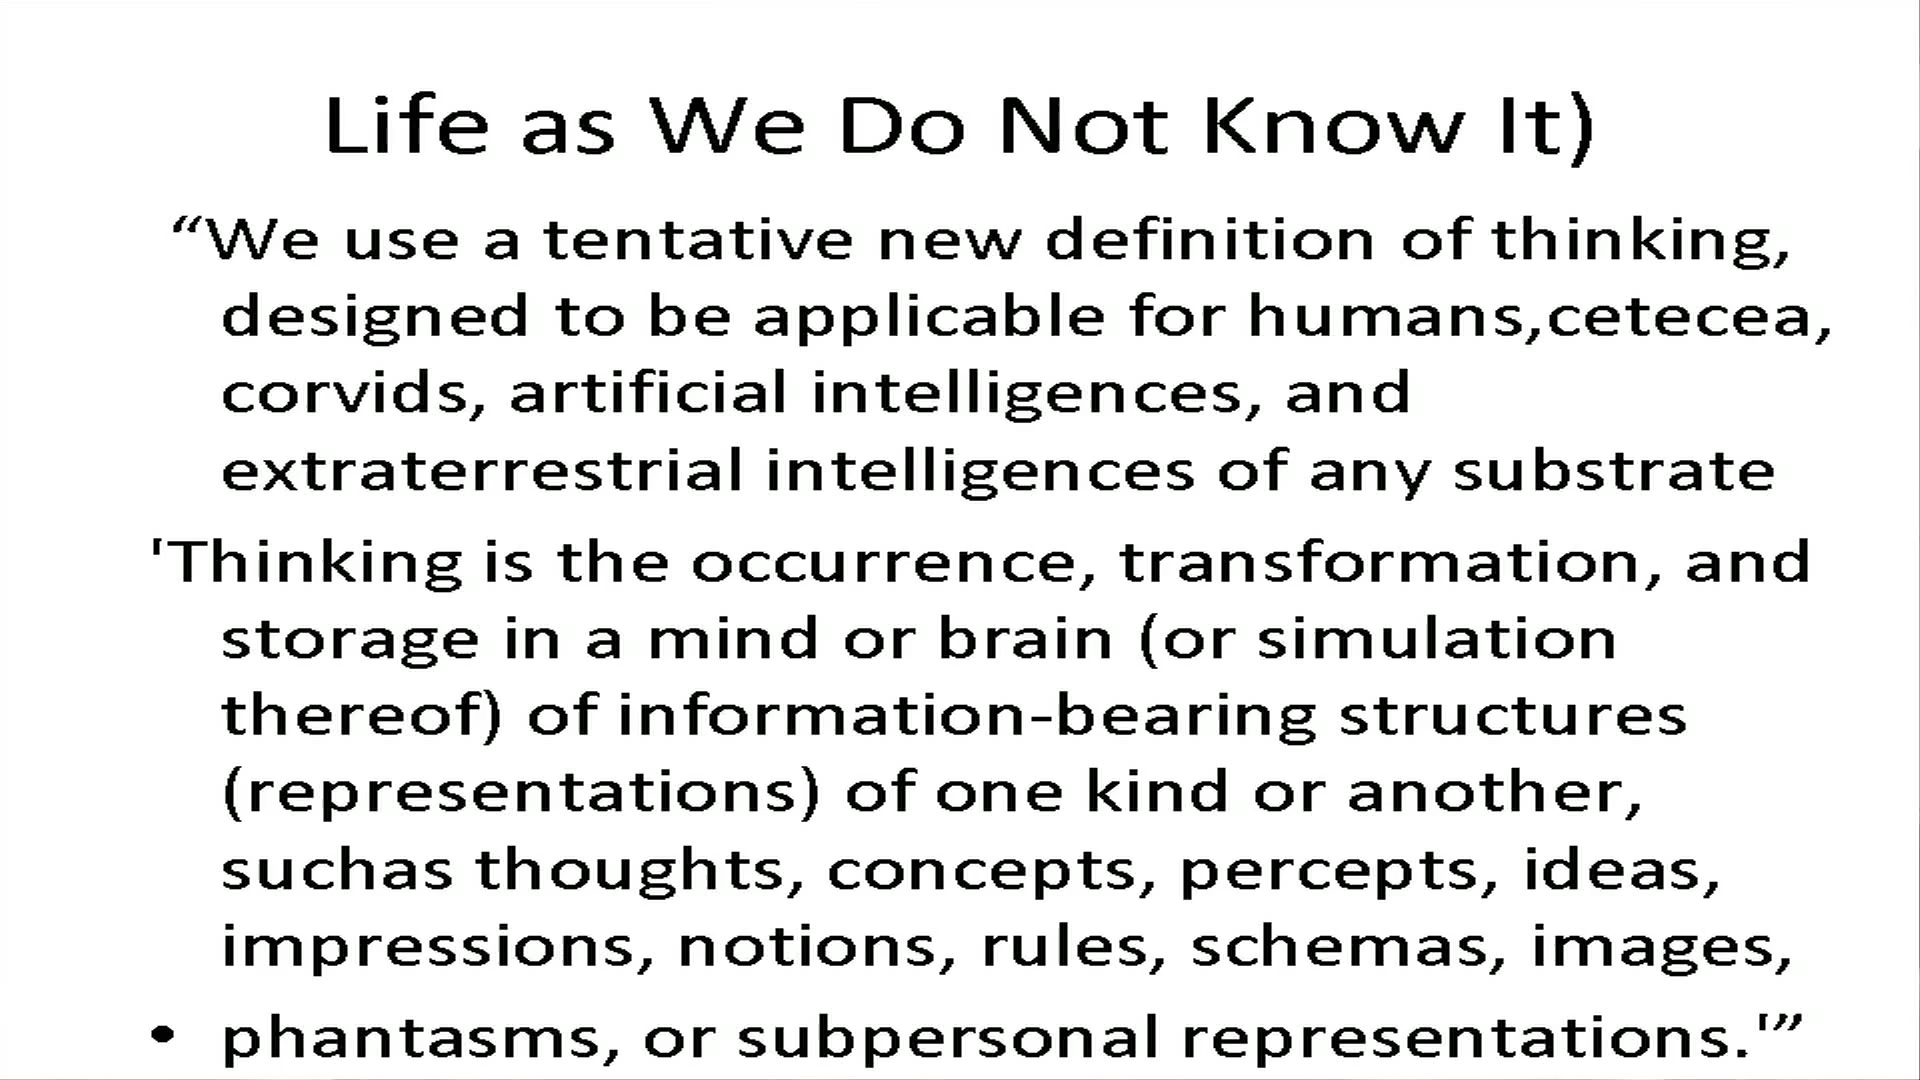 Life as We Do Not Know It)
“We use a tentative new definition of thinking,
designed to be applicable for humans,cetecea,
corvids, artificial intelligences, and
extraterrestrial intelligences of any substrate
'Thinking is the occurrence, transformation, and
storage in a mind or brain (or simulation
thereof) of information-bearing structures
(representations) of one kind or another,
suchas thoughts, concepts, percepts, ideas,
impressions, notions, rules, schemas, images,
• phantasms, or subpersonal representations.'”